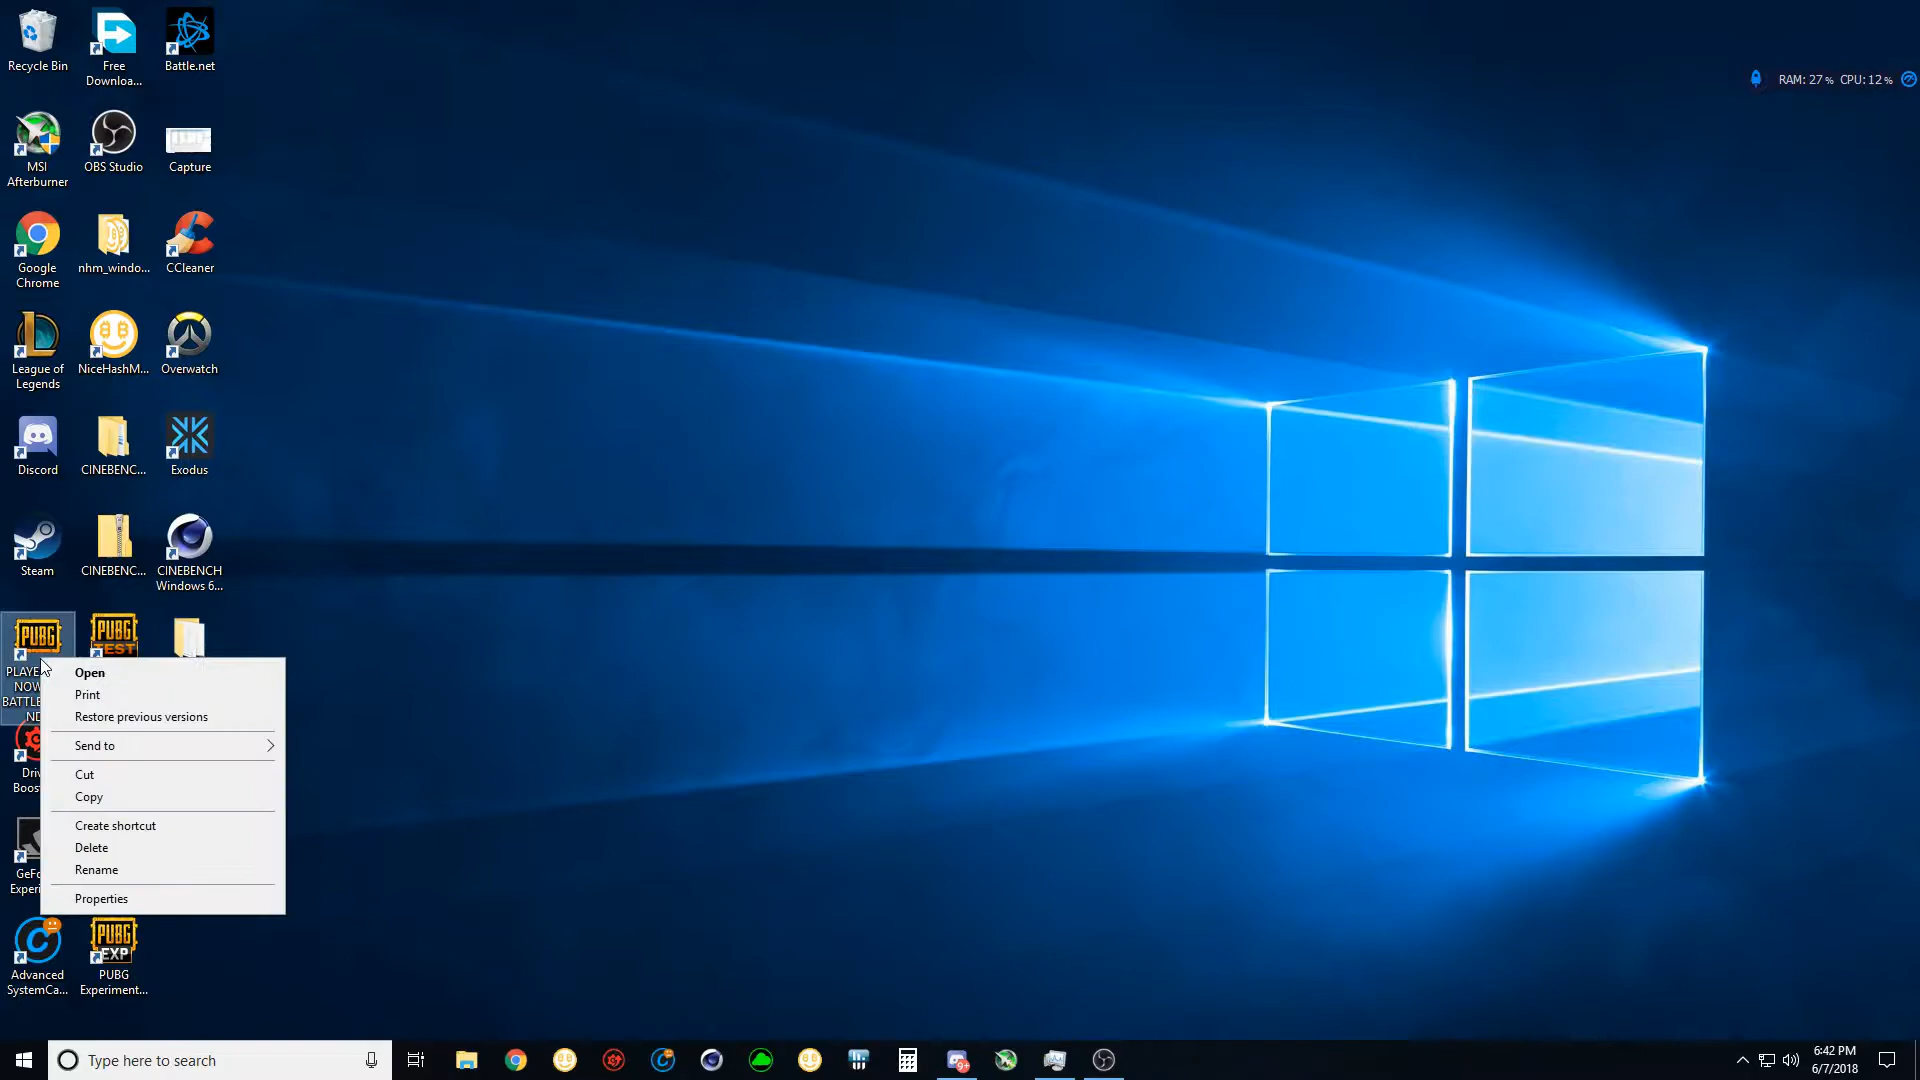 Recycle Bin
Free
Downloa...
Battle.net
RAM: 27 % CPU: 12 %
MSI
Afterburner
OBS Studio
Capture
Google
Chrome
nhm_windo...
CCleaner
League of
Legends
NiceHashM...
Overwatch
Discord
CINEBENC...
Exodus
Steam
CINEBENC...
CINEBENCH
Windows 6...
PUBG
PUBG
TEST
PLAYE
NOW
BATTLE
ND
Open
Print
Restore previous versions
Send to
Cut
Copy
Create shortcut
Delete
Rename
Properties
Driv
Boos
GeFo
Experi
PUBG
EXP
Advanced
SystemCa...
PUBG
Experiment...
Type here to search
9+
6:42 PM
6/7/2018